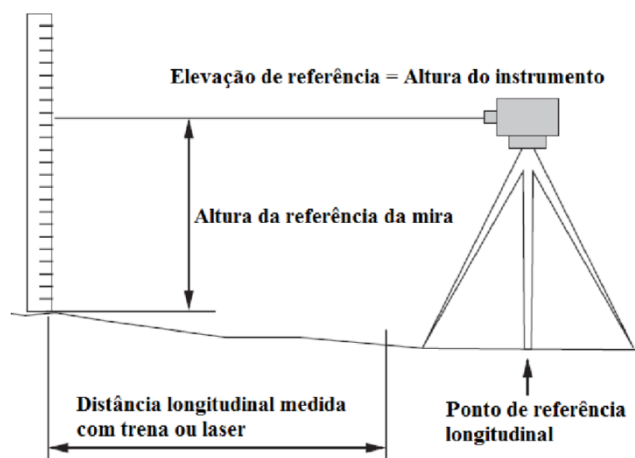 Elevação de referência = Altura do instrumento
Altura da referência da mira
Distância longitudinal medida
com trena ou laser
Ponto de referência
longitudinal